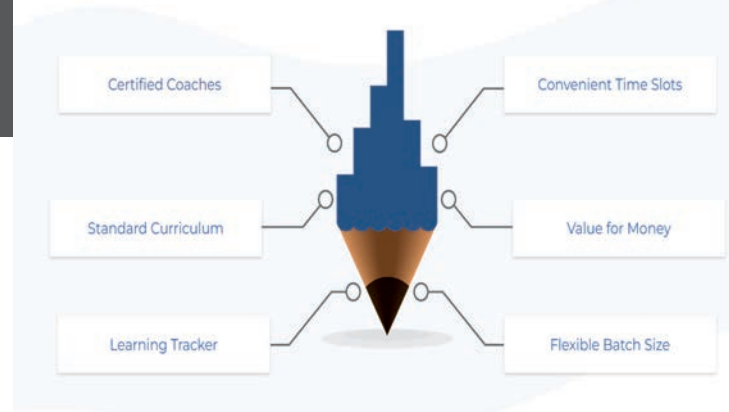 Certified Coaches
Convenient Time Slots
Standard Curriculum
Value for Money
Learning Tracker
Flexible Batch Size